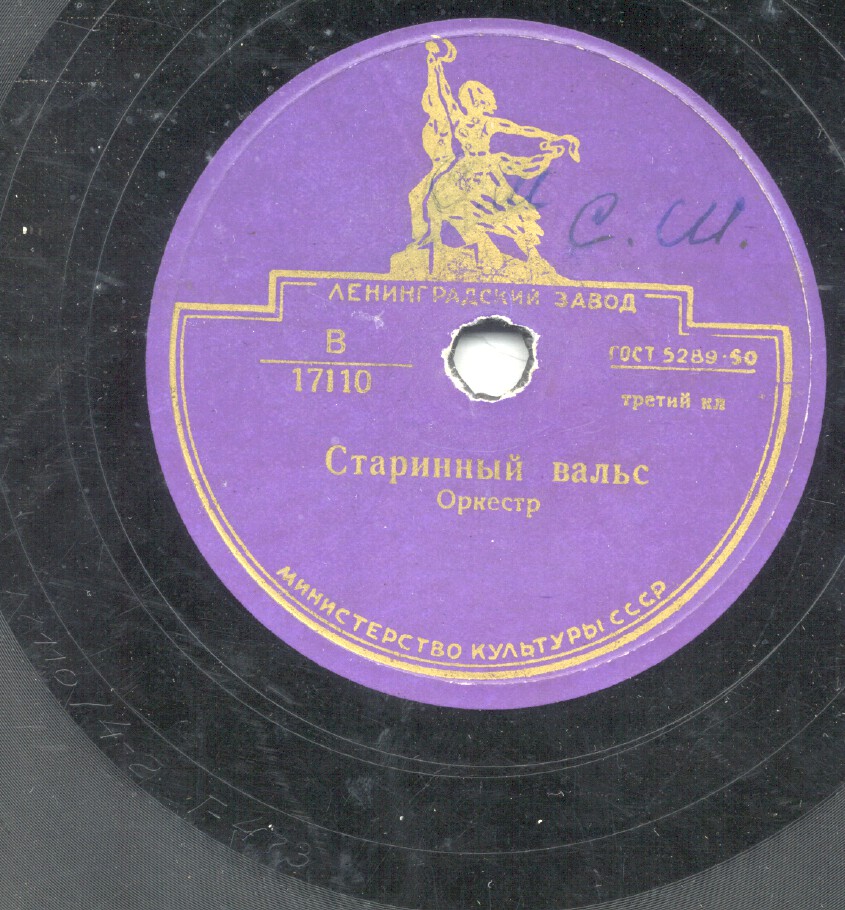 С. Ш.
ЛЕНИНГРАДСКИЙ ЗАВОД
В
17110
ГОСТ 5289-50
третий кл
Старинный вальс
Оркестр
МИНИСТЕРСТВО КУЛЬТУРЫ СССР